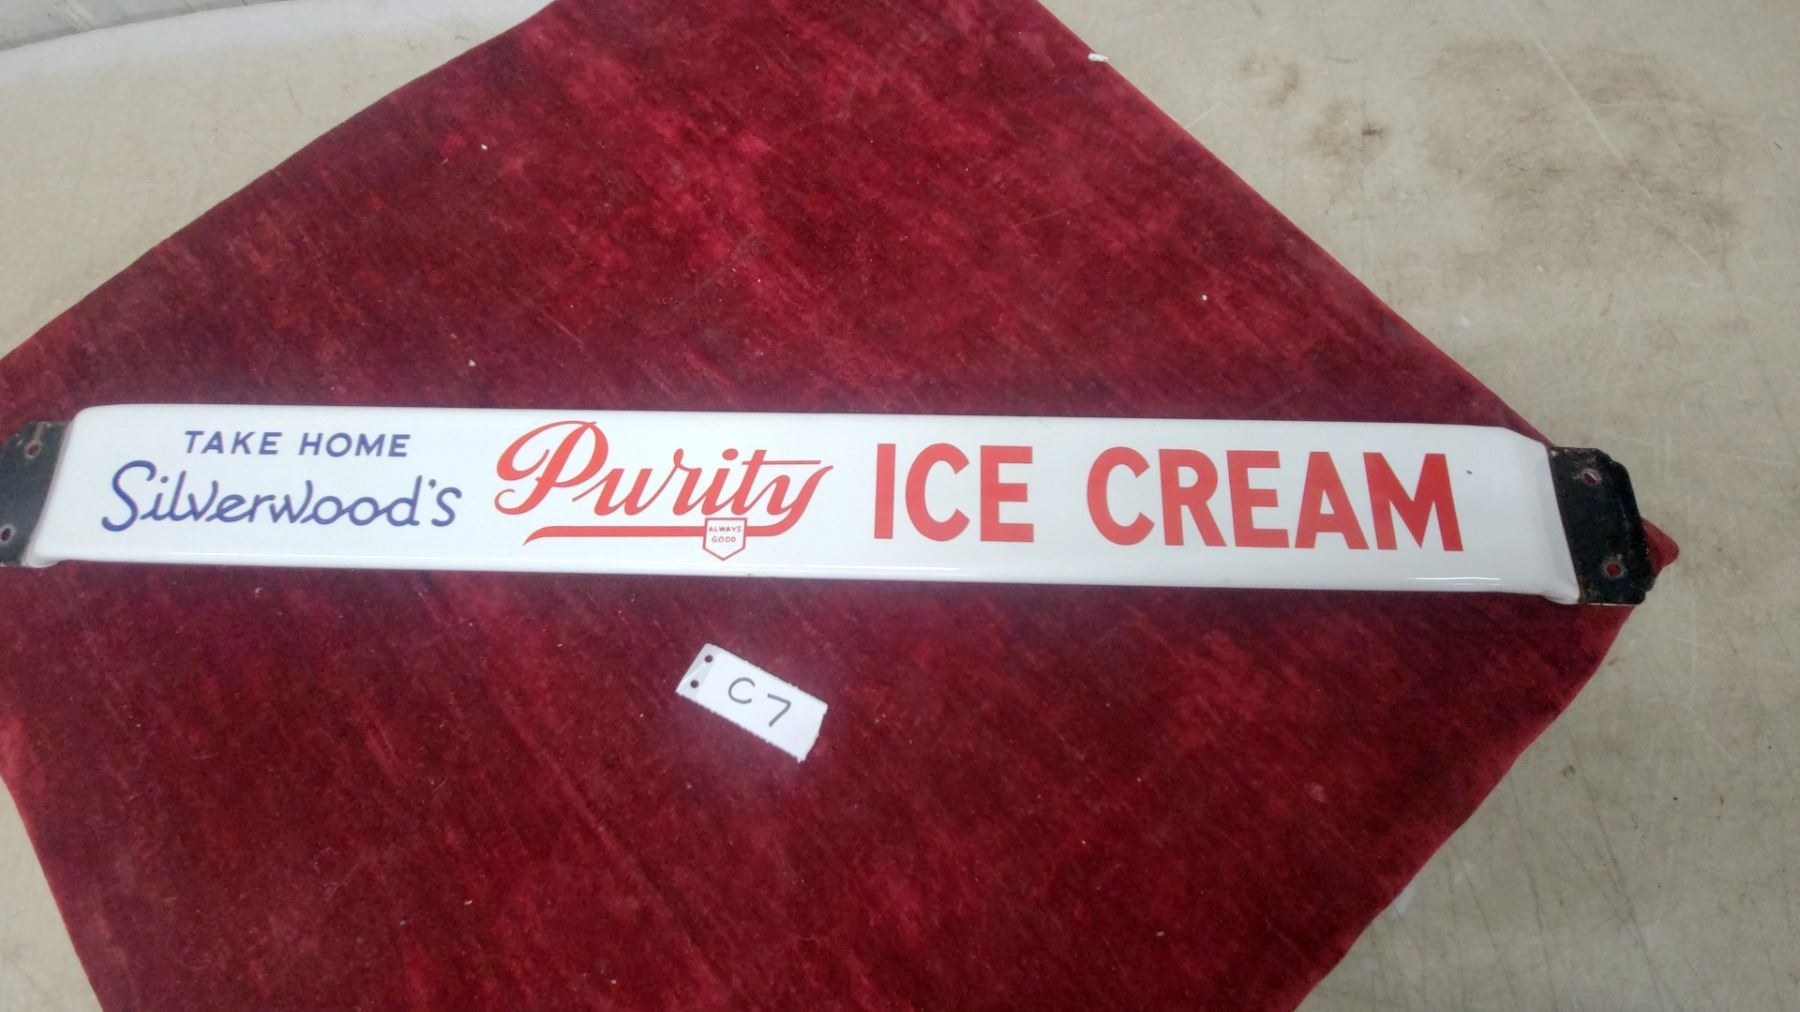 TAKE HOME
Silverwood's
Purity
ALWAYS
GOOD
ICE CREAM
C7